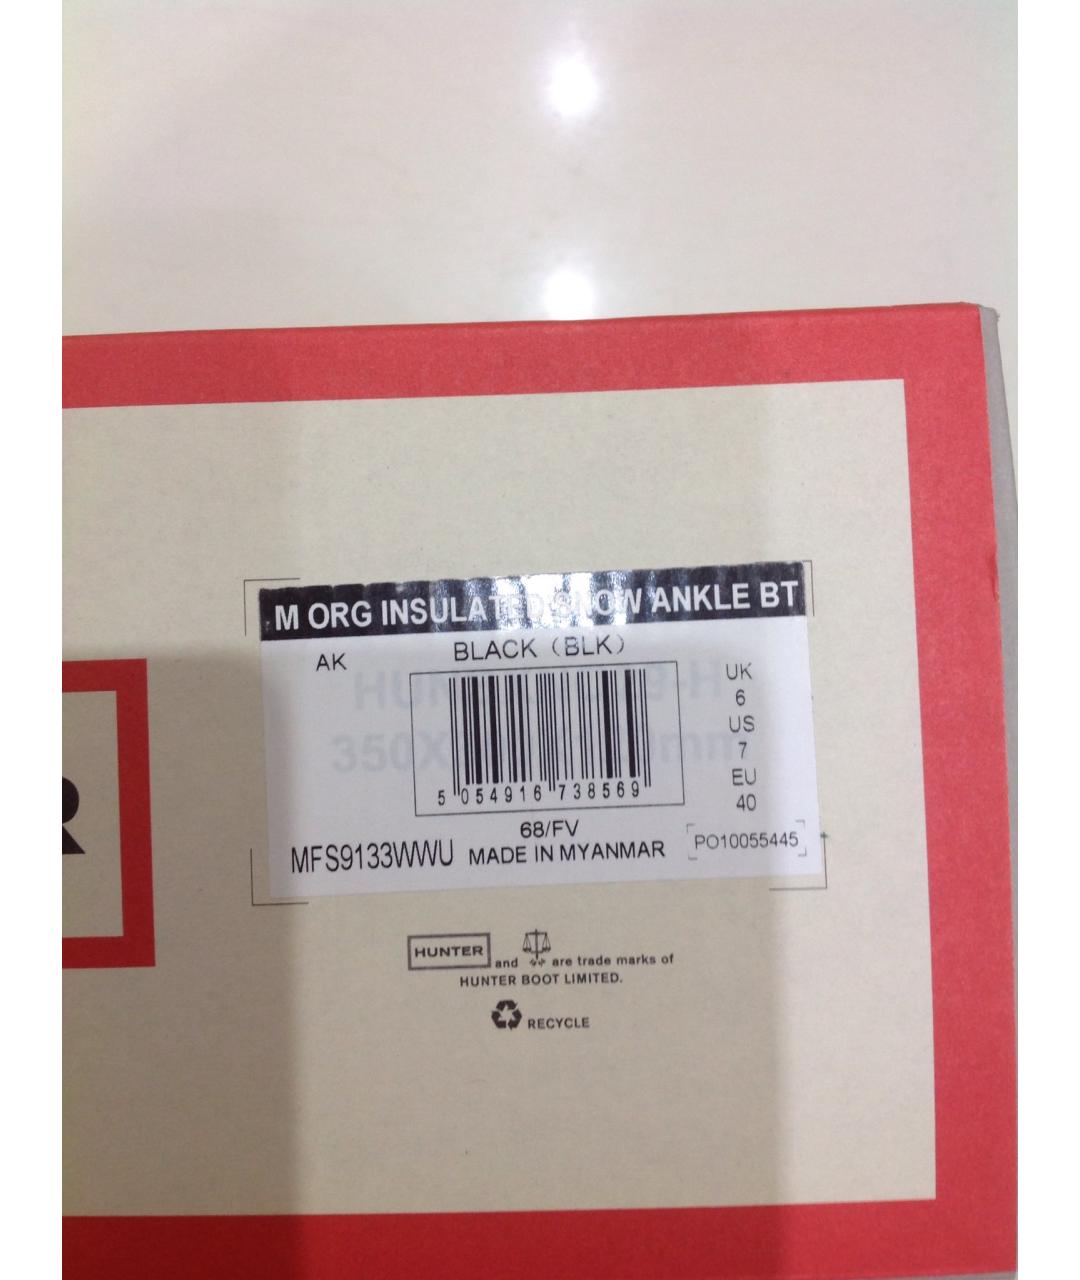 M ORG INSULATED SNOW ANKLE BT
AK
BLACK (BLK)
UK
6
US
7
EU
40
5 054916 738569
68/FV
MFS9133WWU MADE IN MYANMAR
PO10055445
HUNTER and are trade marks of
HUNTER BOOT LIMITED.
RECYCLE
R